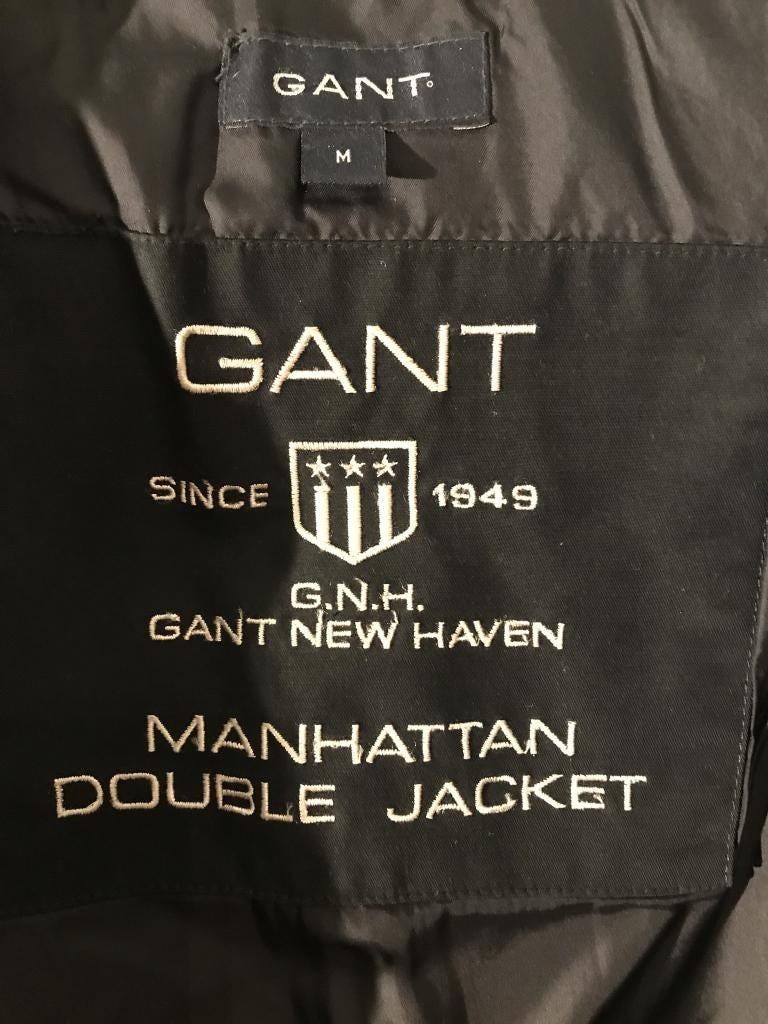 GANT
M
GANT
SINCE 1949
G.N.H.
GANT NEW HAVEN
MANHATTAN
DOUBLE JACKET